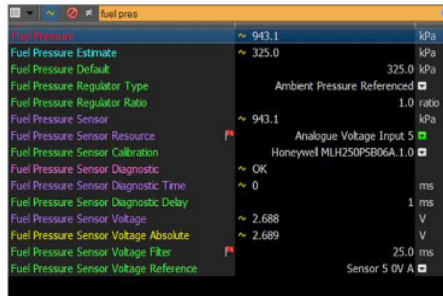 fuel pres
Fuel Pressure ~ 943.1 kPa
Fuel Pressure Estimate ~ 325.0 kPa
Fuel Pressure Default 325.0 kPa
Fuel Pressure Regulator Type Ambient Pressure Referenced
Fuel Pressure Regulator Ratio 1.0 ratio
Fuel Pressure Sensor ~ 943.1 kPa
Fuel Pressure Sensor Resource Analogue Voltage Input 5
Fuel Pressure Sensor Calibration Honeywell MLH250PSB06A.1.0
Fuel Pressure Sensor Diagnostic ~ OK
Fuel Pressure Sensor Diagnostic Time ~ 0 ms
Fuel Pressure Sensor Diagnostic Delay 1 ms
Fuel Pressure Sensor Voltage ~ 2.688 V
Fuel Pressure Sensor Voltage Absolute ~ 2.689 V
Fuel Pressure Sensor Voltage Filter 25.0 ms
Fuel Pressure Sensor Voltage Reference Sensor 5 0V A